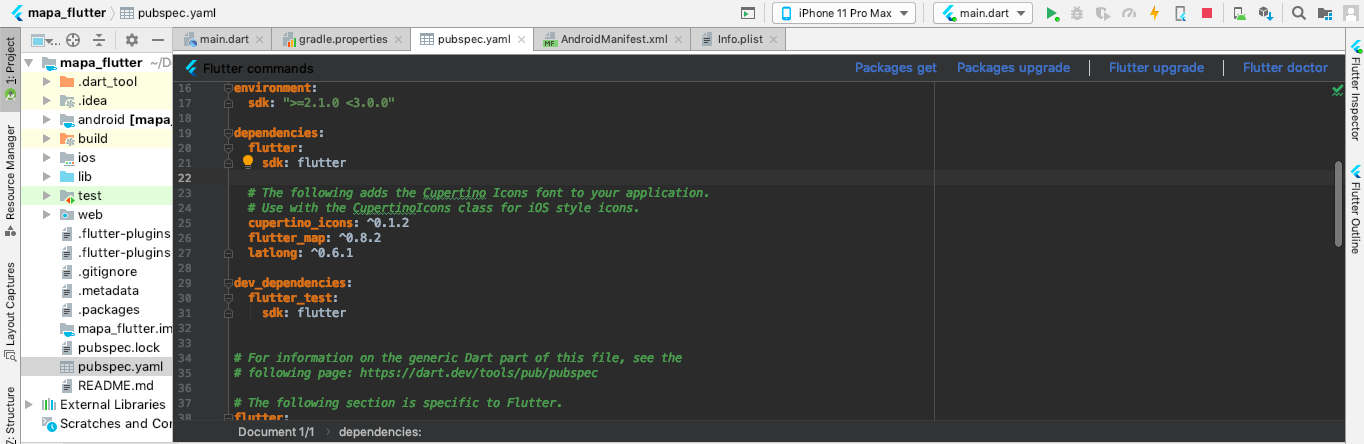 mapa_flutter pubspec.yaml iPhone 11 Pro Max main.dart
1: Project
Resource Manager
Layout Captures
Z: Structure
mapa_flutter ~/D
.dart_tool
.idea
android [mapa_
build
ios
lib
test
web
.flutter-plugins
.flutter-plugins
.gitignore
.metadata
.packages
mapa_flutter.im
pubspec.lock
pubspec.yaml
README.md
External Libraries
Scratches and Cor
main.dart gradle.properties pubspec.yaml AndroidManifest.xml Info.plist
Flutter commands Packages get Packages upgrade Flutter upgrade Flutter doctor
16 environment:
17 sdk: ">=2.1.0 <3.0.0"
18
19 dependencies:
20 flutter:
21 sdk: flutter
22
23 # The following adds the Cupertino Icons font to your application.
24 # Use with the CupertinoIcons class for iOS style icons.
25 cupertino_icons: ^0.1.2
26 flutter_map: ^0.8.2
27 latlong: ^0.6.1
28
29 dev_dependencies:
30 flutter_test:
31 sdk: flutter
32
33
34 # For information on the generic Dart part of this file, see the
35 # following page: https://dart.dev/tools/pub/pubspec
36
37 # The following section is specific to Flutter.
38 flutter:
Document 1/1 dependencies:
Flutter Inspector
Flutter Outline